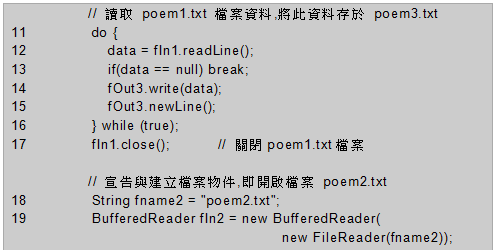 // 讀取 poem1.txt 檔案資料,將此資料存於 poem3.txt
11 do {
12 data = fIn1.readLine();
13 if(data == null) break;
14 fOut3.write(data);
15 fOut3.newLine();
16 } while (true);
17 fIn1.close(); // 關閉 poem1.txt 檔案
// 宣告與建立檔案物件,即開啟檔案 poem2.txt
18 String fname2 = "poem2.txt";
19 BufferedReader fIn2 = new BufferedReader(
new FileReader(fname2));